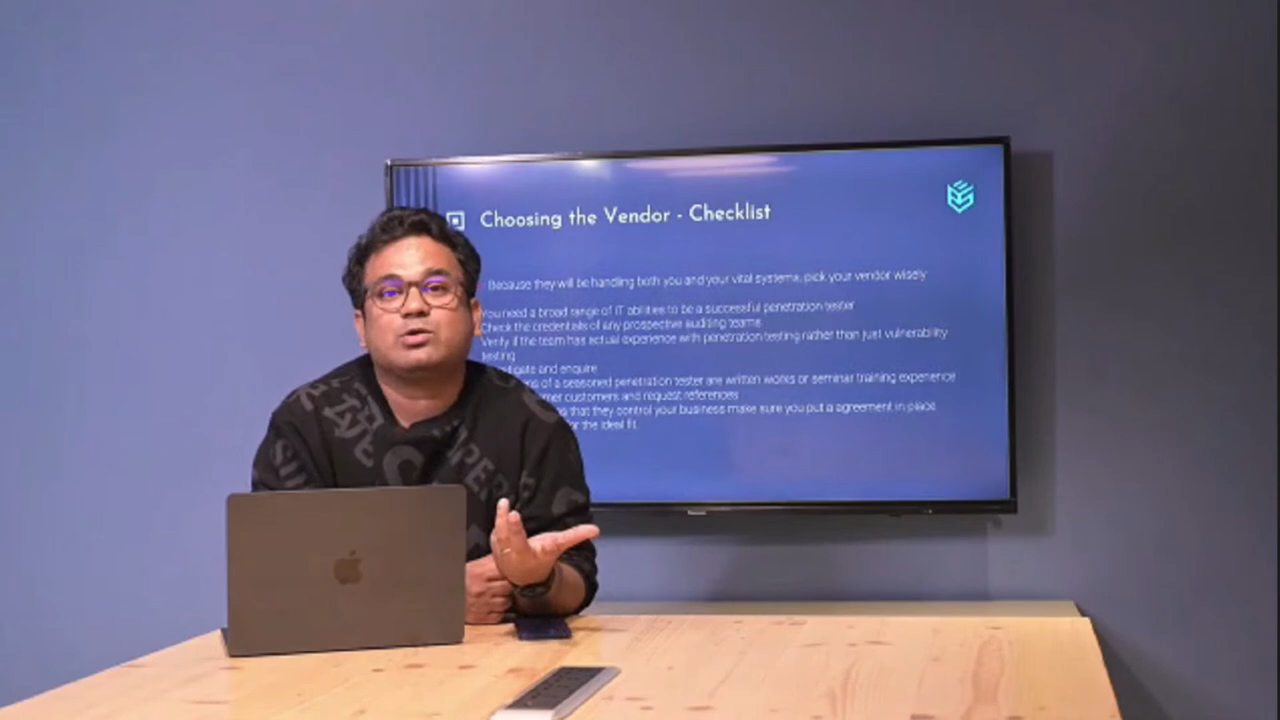 Choosing the Vendor - Checklist
Because they will be handling both you and your vital systems, pick your vendor wisely
You need a broad range of IT abilities to be a successful penetration tester
Check the credentials of any prospective auditing teams
Verify if the team has actual experience with penetration testing rather than just vulnerability
testing
and enquire
of a seasoned penetration tester are written works or seminar training experience
customers and request references
that they control your business make sure you put a agreement in place
for the ideal fit.